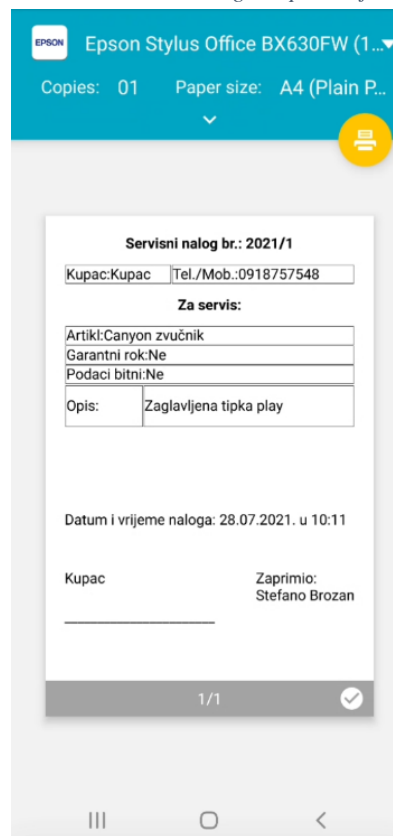 EPSON Epson Stylus Office BX630FW (1...
Copies: 01 Paper size: A4 (Plain P...
Servisni nalog br.: 2021/1
Kupac:Kupac Tel./Mob.:0918757548
Za servis:
Artikl:Canyon zvučnik
Garantni rok:Ne
Podaci bitni:Ne
Opis: Zaglavljena tipka play
Datum i vrijeme naloga: 28.07.2021. u 10:11
Kupac Zaprimio:
Stefano Brozan
1/1